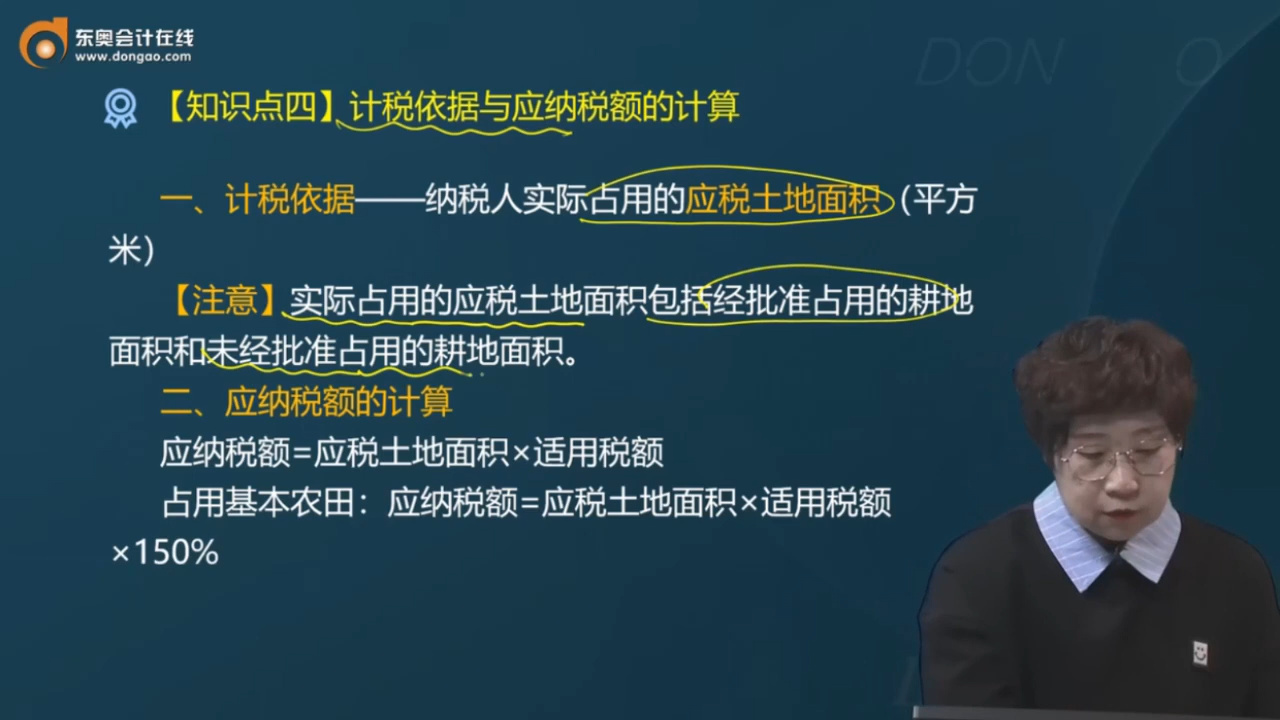 东奥会计在线
www.dongao.com
DON O
【知识点四】计税依据与应纳税额的计算
一、计税依据——纳税人实际占用的应税土地面积（平方
米）
【注意】实际占用的应税土地面积包括经批准占用的耕地
面积和未经批准占用的耕地面积。
二、应纳税额的计算
应纳税额=应税土地面积×适用税额
占用基本农田：应纳税额=应税土地面积×适用税额
×150%